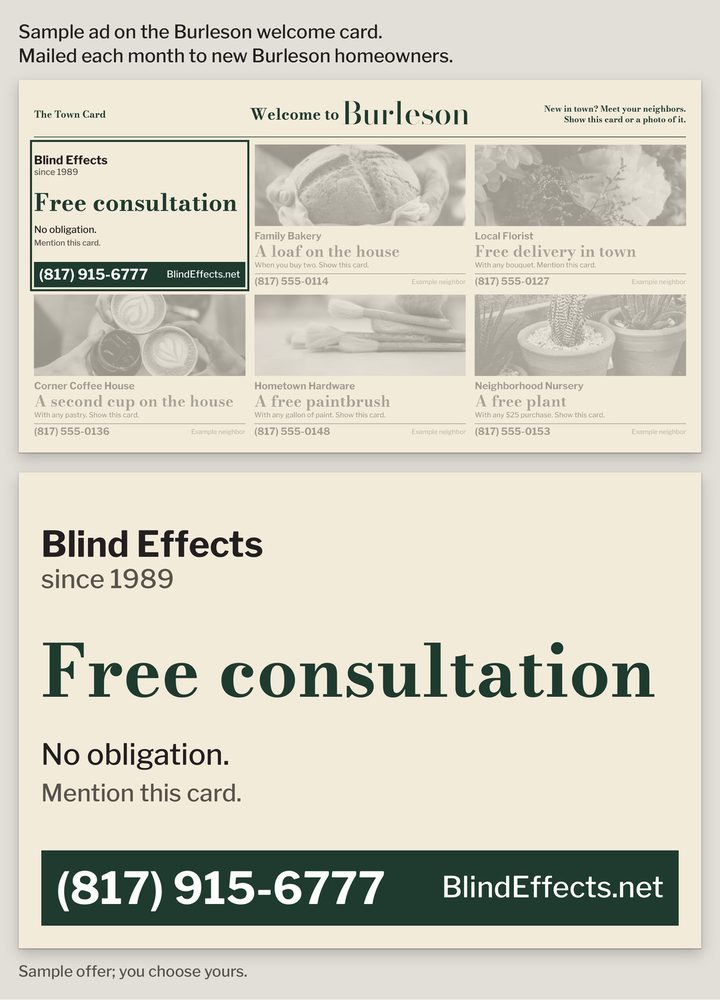 Sample ad on the Burleson welcome card.
Mailed each month to new Burleson homeowners.
The Town Card
Welcome to Burleson
New in town? Meet your neighbors.
Show this card or a photo of it.
Blind Effects
since 1989
Free consultation
No obligation.
Mention this card.
(817) 915-6777 BlindEffects.net
Family Bakery
A loaf on the house
When you buy two. Show this card.
(817) 555-0114 Example neighbor
Local Florist
Free delivery in town
With any bouquet. Mention this card.
(817) 555-0127 Example neighbor
Corner Coffee House
A second cup on the house
With any pastry. Show this card.
(817) 555-0136 Example neighbor
Hometown Hardware
A free paintbrush
With any gallon of paint. Show this card.
(817) 555-0148 Example neighbor
Neighborhood Nursery
A free plant
With any $25 purchase. Show this card.
(817) 555-0153 Example neighbor
Blind Effects
since 1989
Free consultation
No obligation.
Mention this card.
(817) 915-6777 BlindEffects.net
Sample offer; you choose yours.